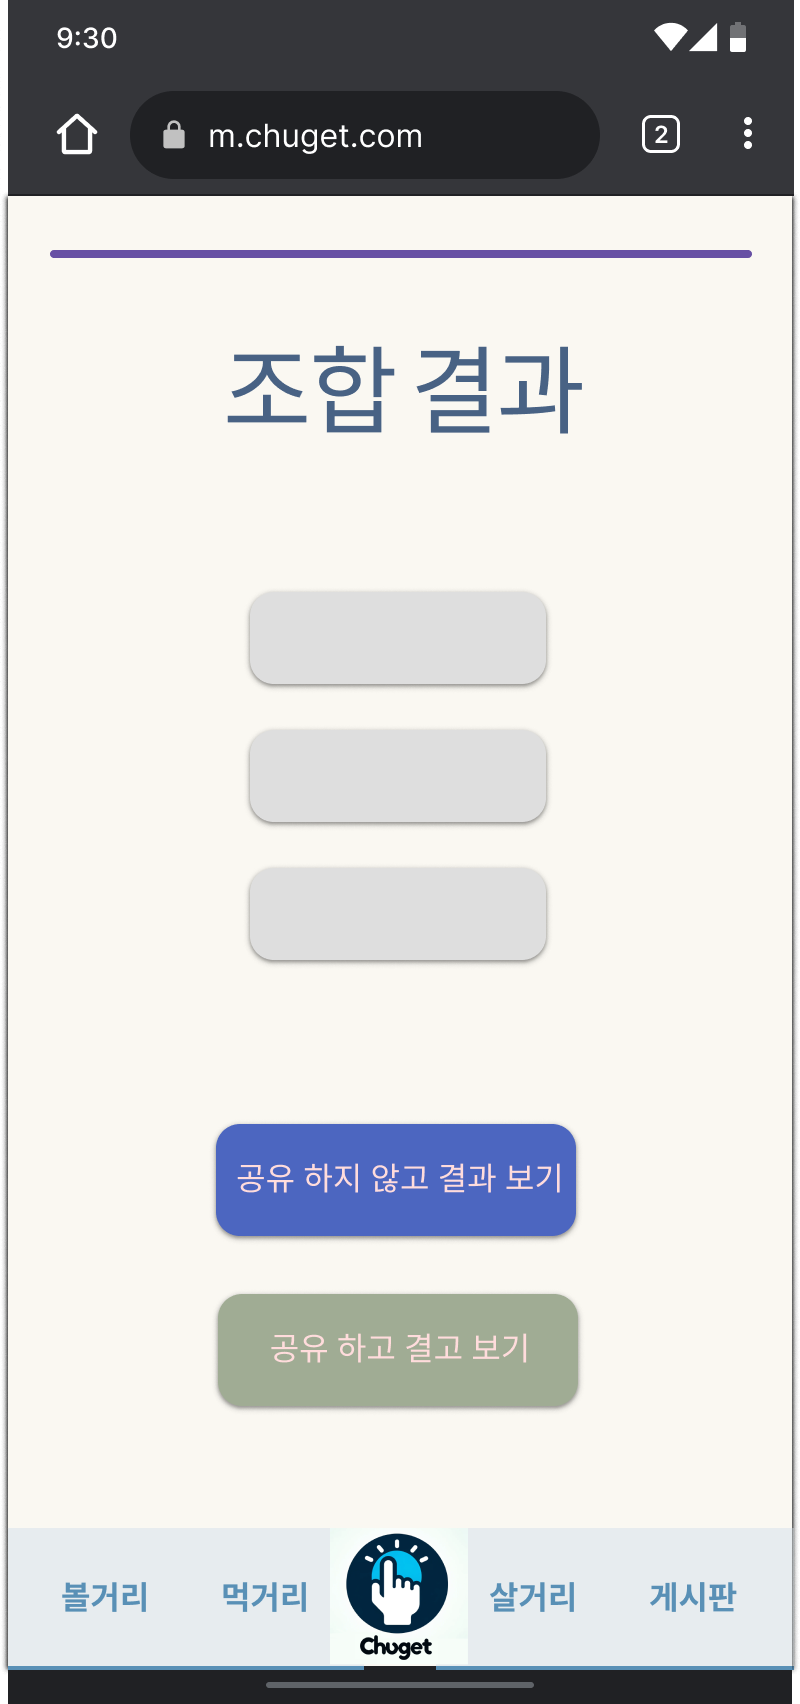 9:30
m.chuget.com
2
조합 결과
공유 하지 않고 결과 보기
공유 하고 결고 보기
볼거리
먹거리
Chuget
살거리
게시판